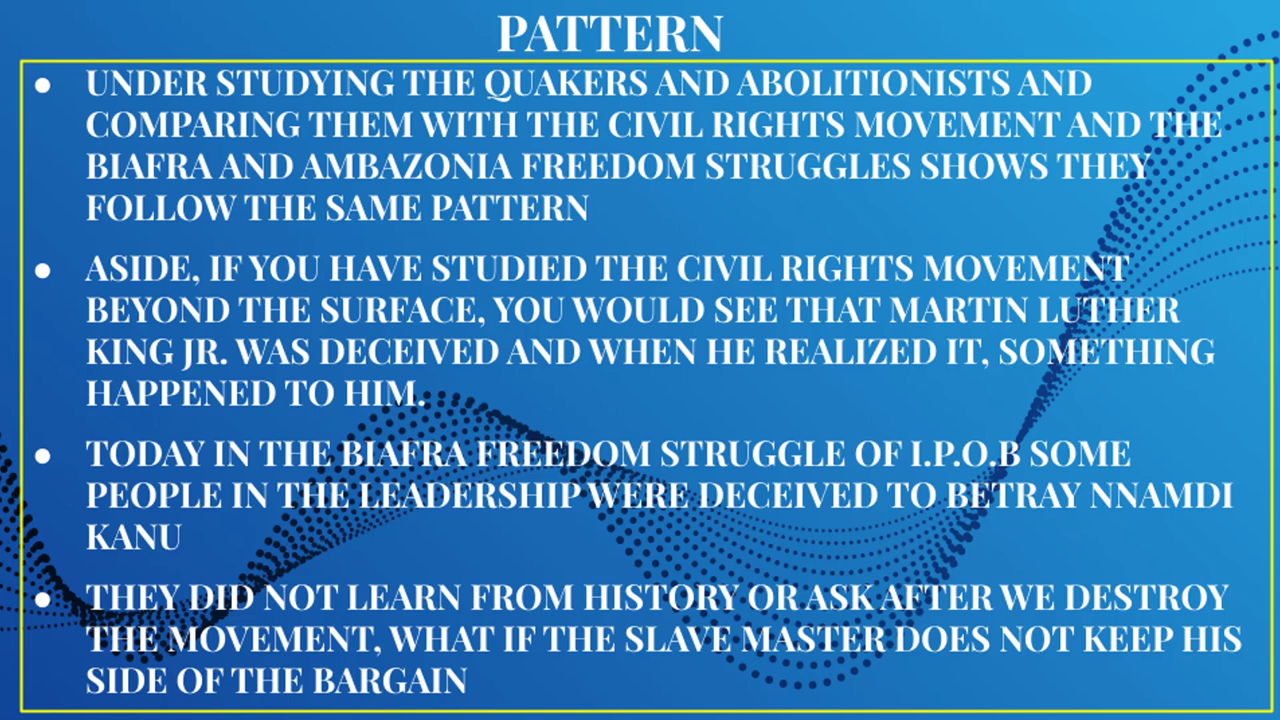 PATTERN
● UNDER STUDYING THE QUAKERS AND ABOLITIONISTS AND
COMPARING THEM WITH THE CIVIL RIGHTS MOVEMENT AND THE
BIAFRA AND AMBAZONIA FREEDOM STRUGGLES SHOWS THEY
FOLLOW THE SAME PATTERN
● ASIDE, IF YOU HAVE STUDIED THE CIVIL RIGHTS MOVEMENT
BEYOND THE SURFACE, YOU WOULD SEE THAT MARTIN LUTHER
KING JR. WAS DECEIVED AND WHEN HE REALIZED IT, SOMETHING
HAPPENED TO HIM.
● TODAY IN THE BIAFRA FREEDOM STRUGGLE OF I.P.O.B SOME
PEOPLE IN THE LEADERSHIP WERE DECEIVED TO BETRAY NNAMDI
KANU
● THEY DID NOT LEARN FROM HISTORY OR ASK AFTER WE DESTROY
THE MOVEMENT, WHAT IF THE SLAVE MASTER DOES NOT KEEP HIS
SIDE OF THE BARGAIN